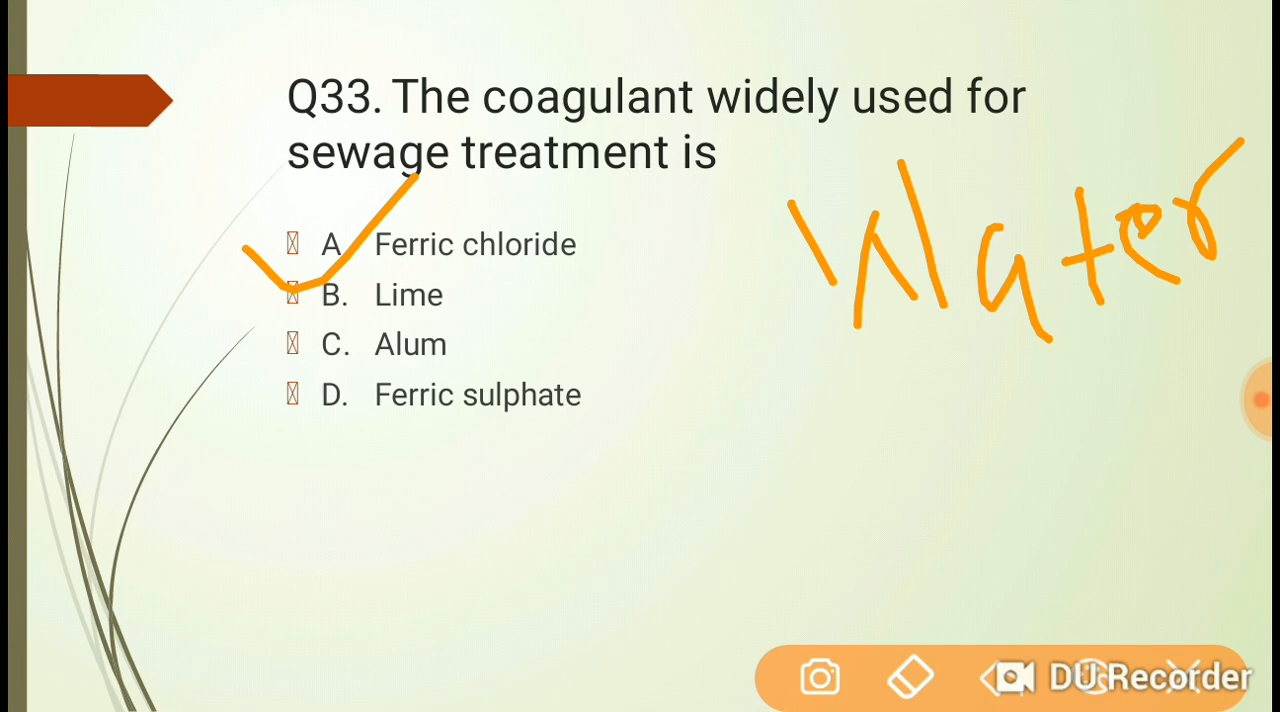 Q33. The coagulant widely used for
sewage treatment is
Water
A. Ferric chloride
B. Lime
C. Alum
D. Ferric sulphate
DU Recorder